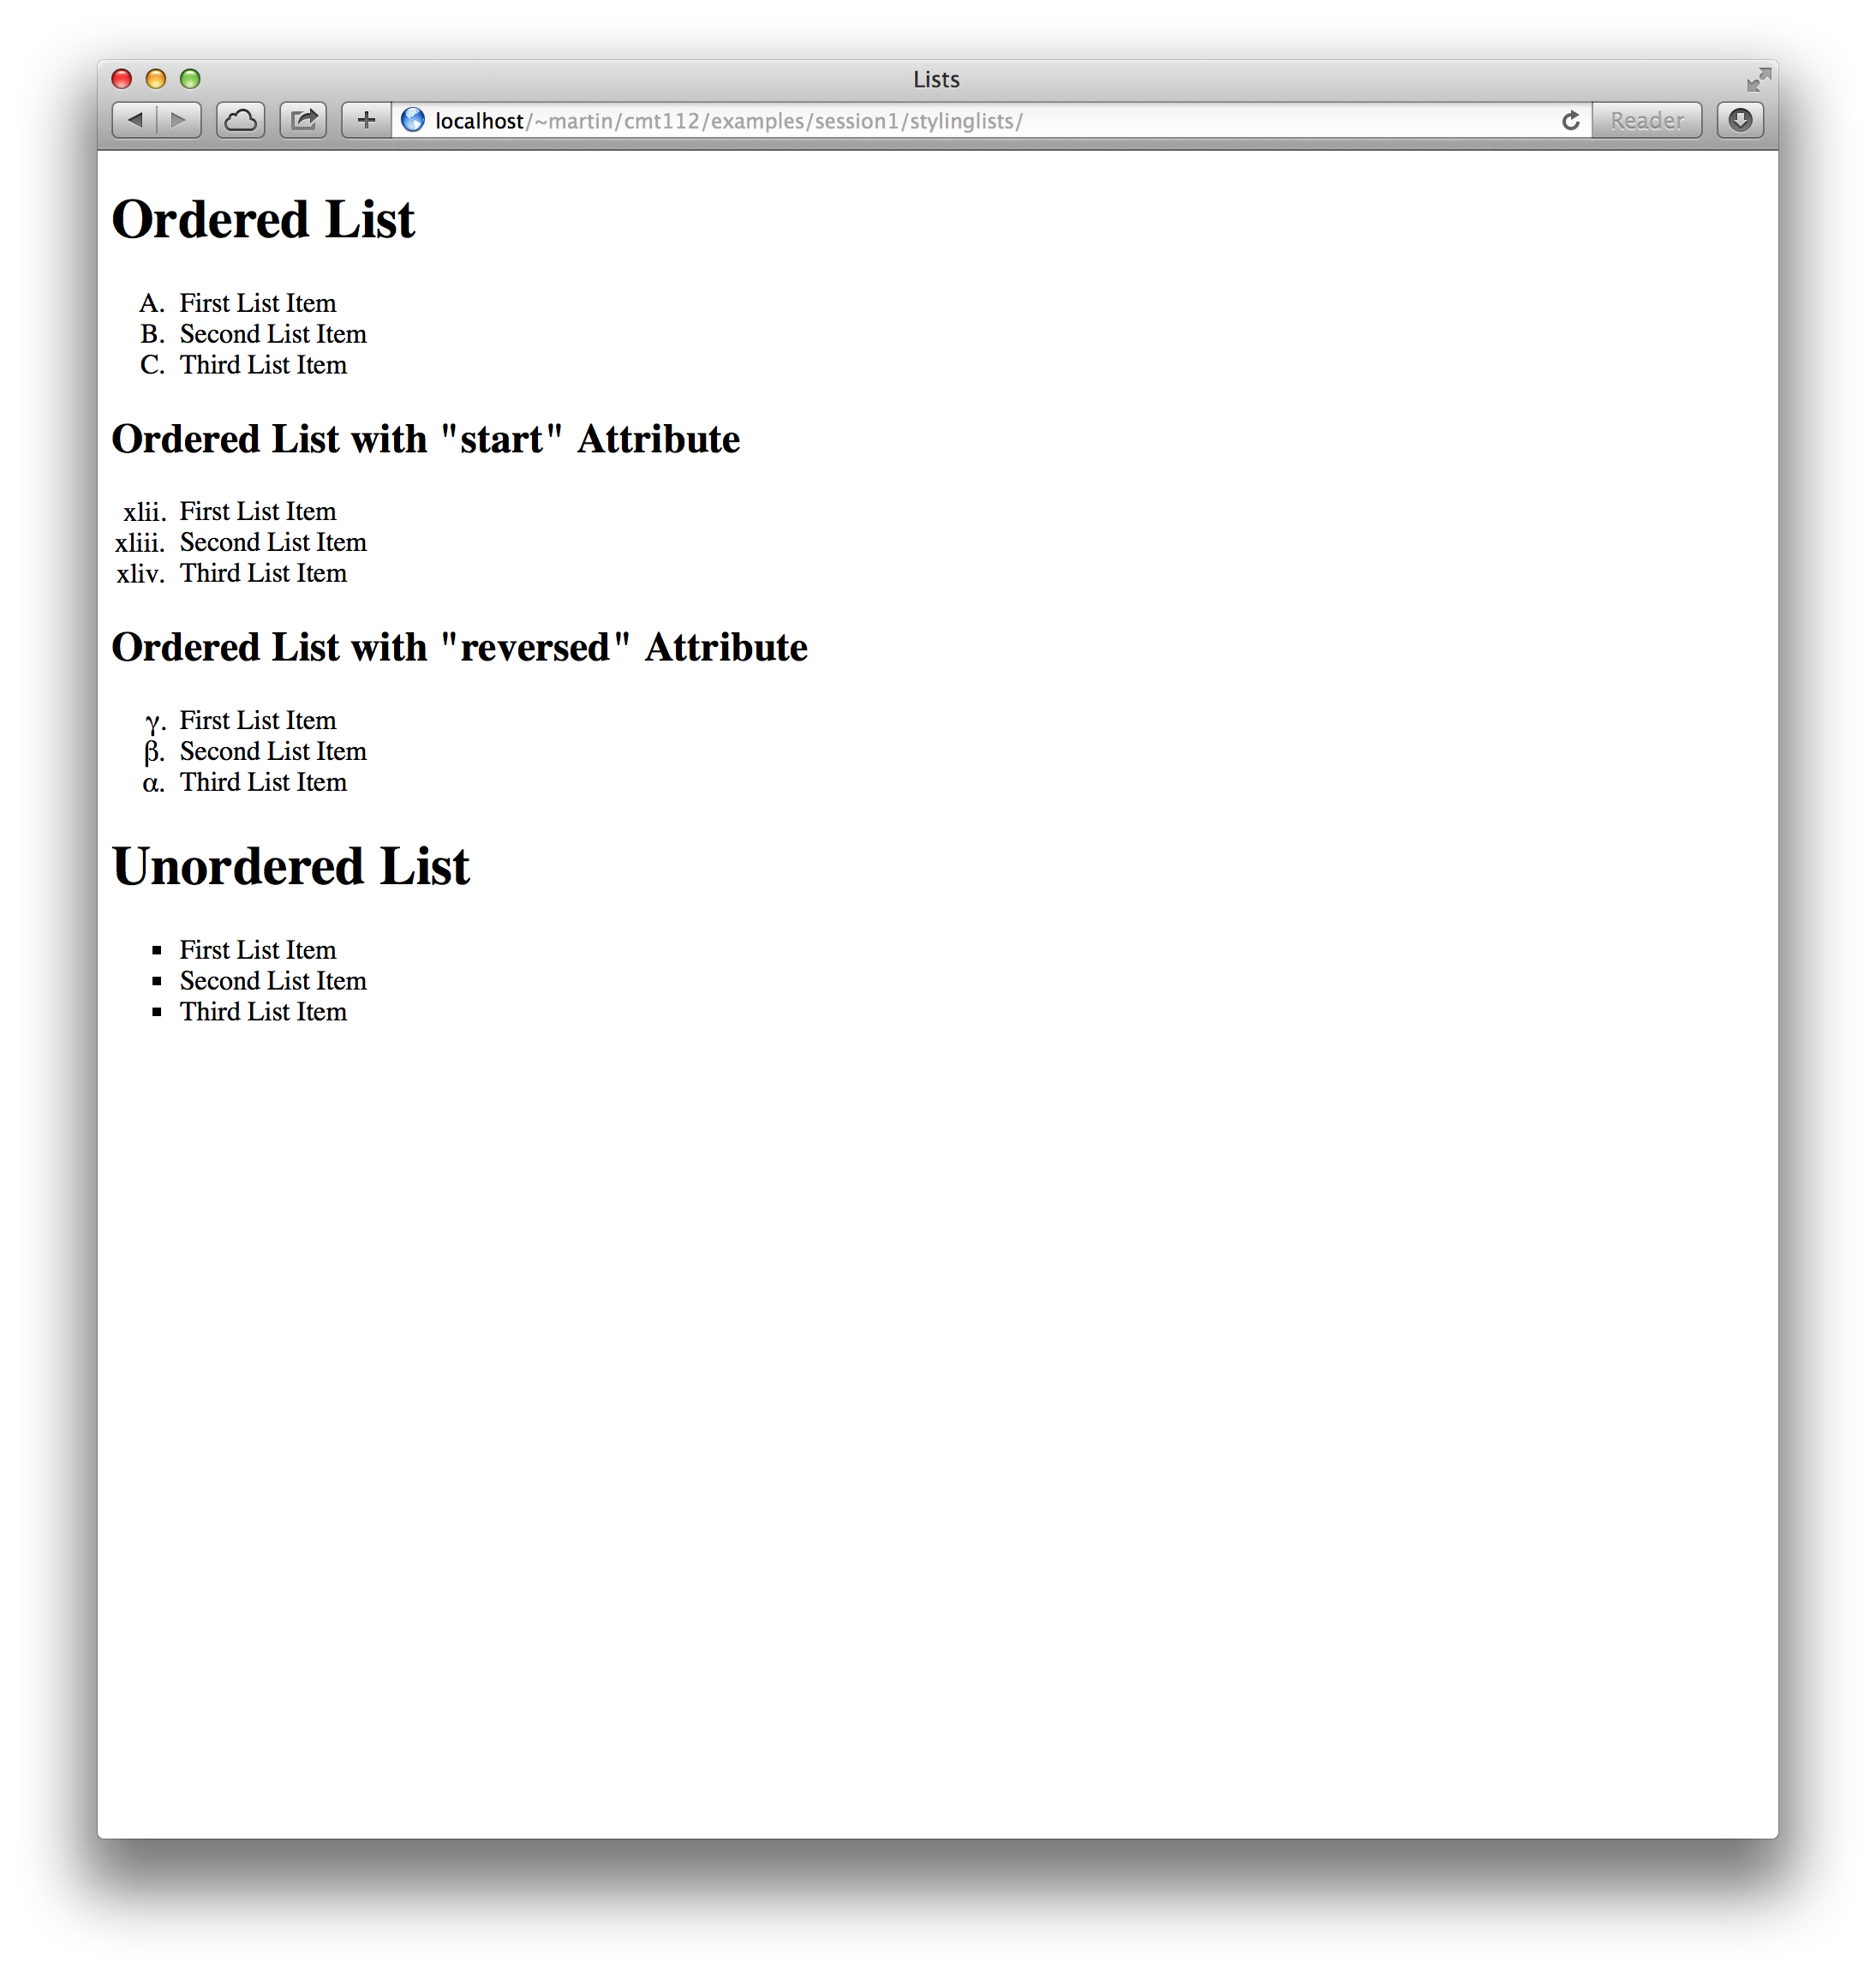 Lists
localhost/~martin/cmt112/examples/session1/stylinglists/
Reader
Ordered List
A. First List Item
B. Second List Item
C. Third List Item
Ordered List with "start" Attribute
xlii. First List Item
xliii. Second List Item
xliv. Third List Item
Ordered List with "reversed" Attribute
γ. First List Item
β. Second List Item
α. Third List Item
Unordered List
▪ First List Item
▪ Second List Item
▪ Third List Item